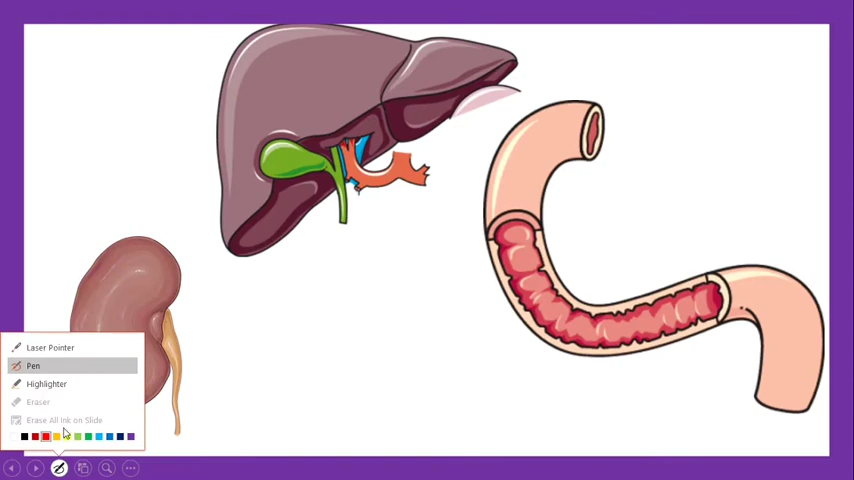 Laser Pointer
Pen
Highlighter
Eraser
Erase All Ink on Slide